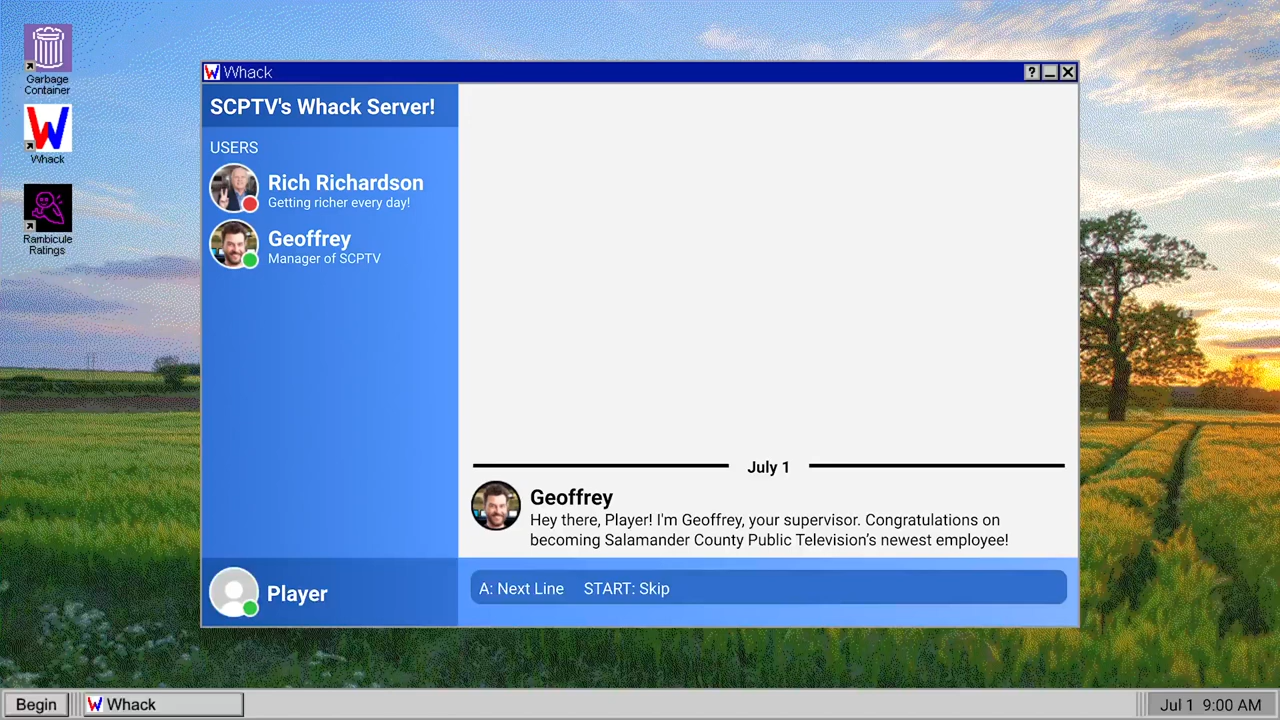 Garbage
Container
Whack
Rambicule
Ratings
Whack
SCPTV's Whack Server!
USERS
Rich Richardson
Getting richer every day!
Geoffrey
Manager of SCPTV
July 1
Geoffrey
Hey there, Player! I'm Geoffrey, your supervisor. Congratulations on
becoming Salamander County Public Television's newest employee!
Player
A: Next Line START: Skip
Begin
Whack
Jul 1 9:00 AM